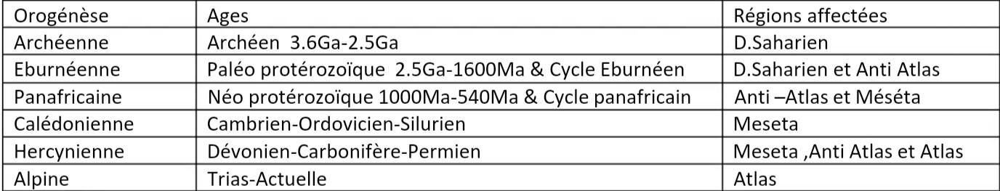 Orogénèse Ages Régions affectées
Archéenne Archéen 3.6Ga-2.5Ga D.Saharien
Eburnéenne Paléo protérozoïque 2.5Ga-1600Ma & Cycle Eburnéen D.Saharien et Anti Atlas
Panafricaine Néo protérozoïque 1000Ma-540Ma & Cycle panafricain Anti –Atlas et Méséta
Calédonienne Cambrien-Ordovicien-Silurien Meseta
Hercynienne Dévonien-Carbonifère-Permien Meseta ,Anti Atlas et Atlas
Alpine Trias-Actuelle Atlas